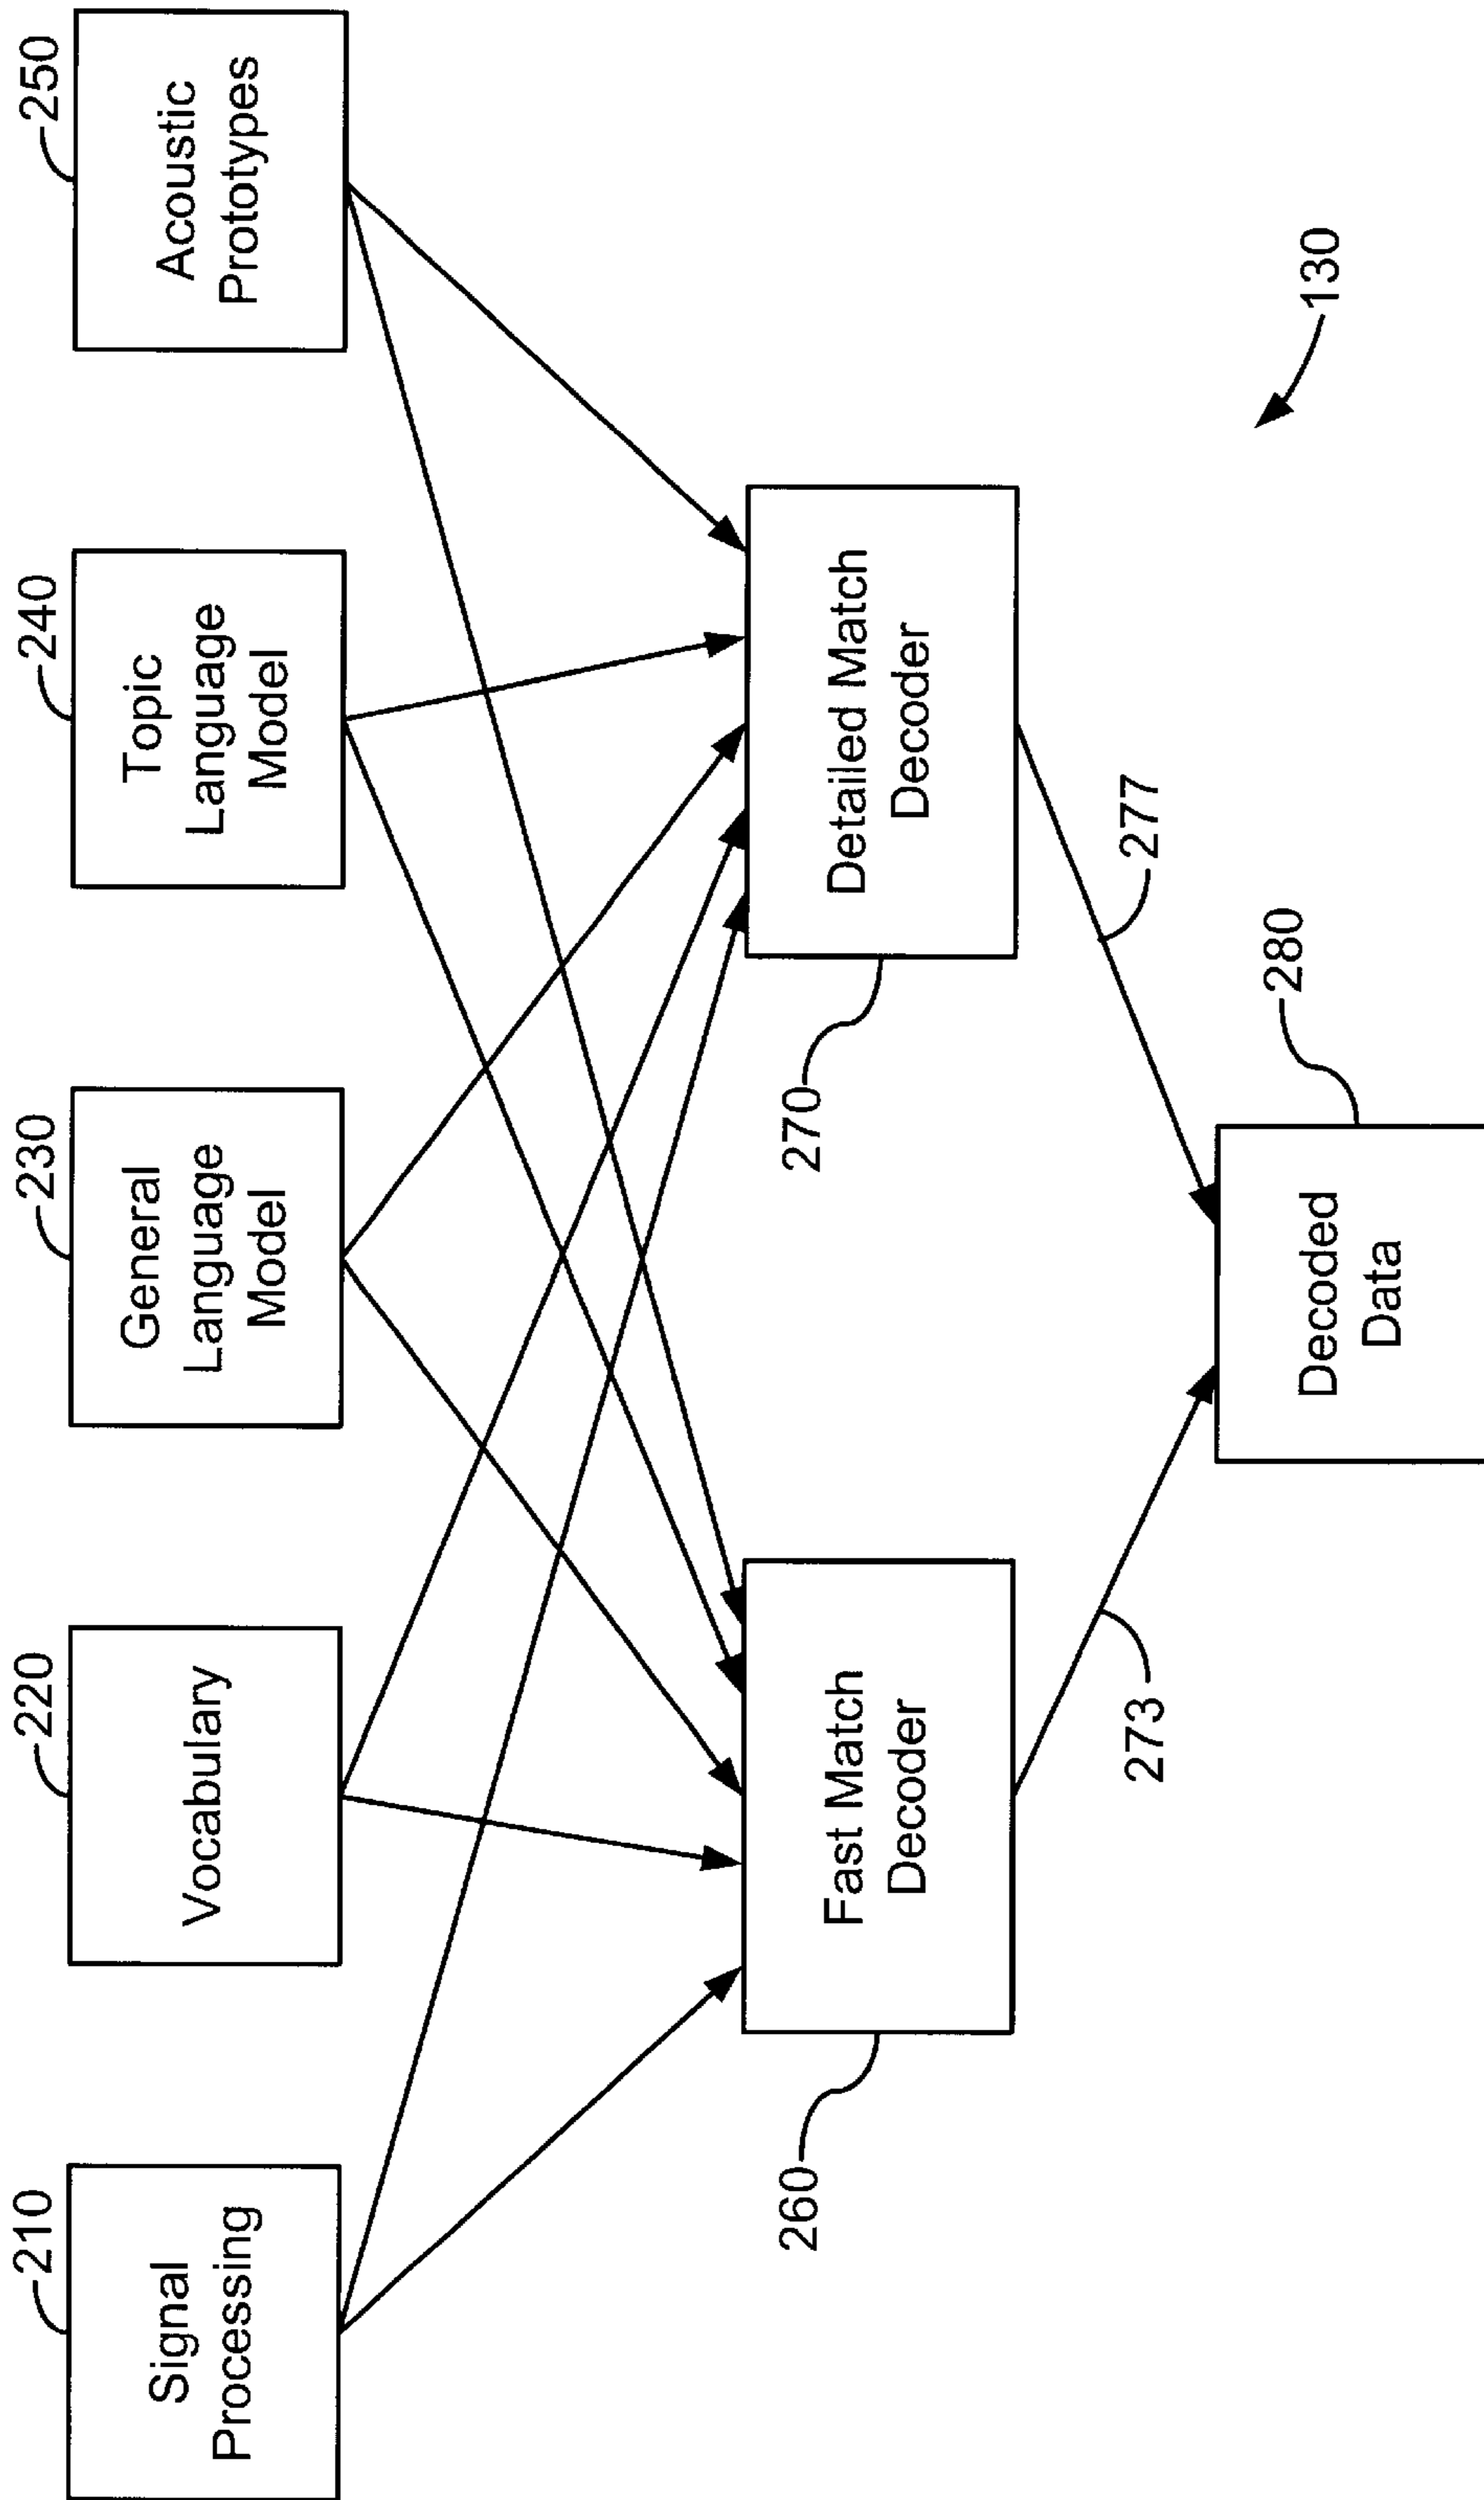 210
Signal
Processing
220
Vocabulary
230
General
Language
Model
240
Topic
Language
Model
250
Acoustic
Prototypes
260
Fast Match
Decoder
270
Detailed Match
Decoder
273
277
280
Decoded
Data
130